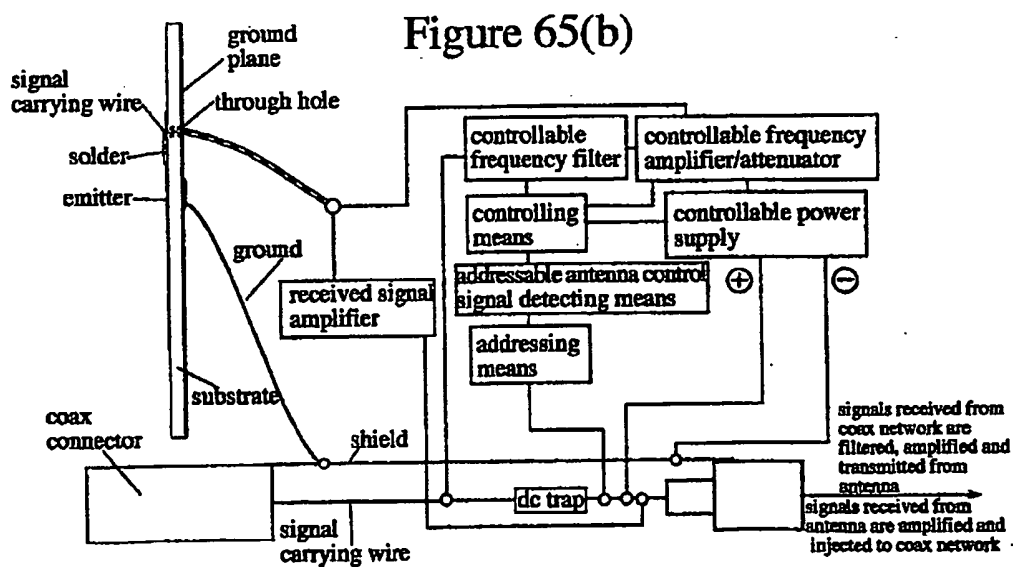 Figure 65(b)
ground
plane
signal
carrying wire
through hole
solder
emitter
ground
controllable
frequency filter
controllable frequency
amplifier/attenuator
controlling
means
controllable power
supply
addressable antenna control
signal detecting means
+
−
received signal
amplifier
addressing
means
substrate
coax
connector
shield
signals received from
coax network are
filtered, amplified and
transmitted from
antenna
dc trap
signal
carrying wire
signals received from
antenna are amplified and
injected to coax network